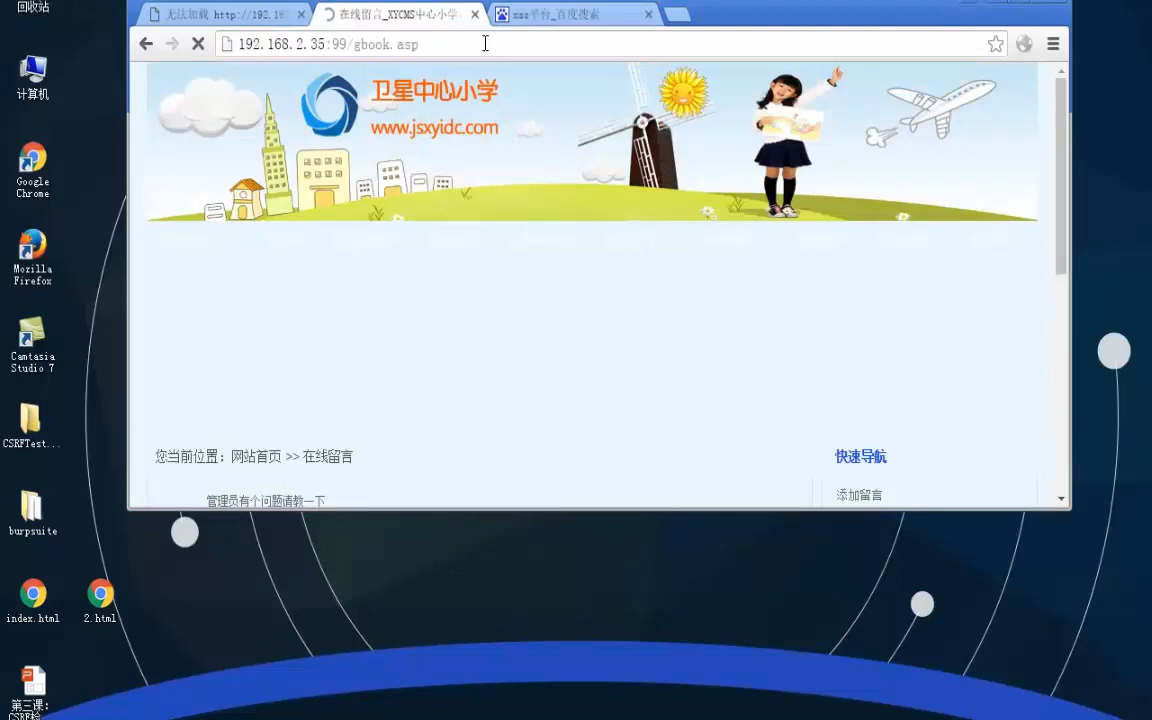 回收站
计算机
Google
Chrome
Mozilla
Firefox
Camtasia
Studio 7
CSRFTest...
burpsuite
index.html
2.html
第三课:
无法加载 http://192.16
在线留言_XYCMS中心小学
xss平台_百度搜索
192.168.2.35:99/gbook.asp
卫星中心小学
www.jsxyidc.com
您当前位置：网站首页 >> 在线留言
快速导航
管理员有个问题请教一下
添加留言